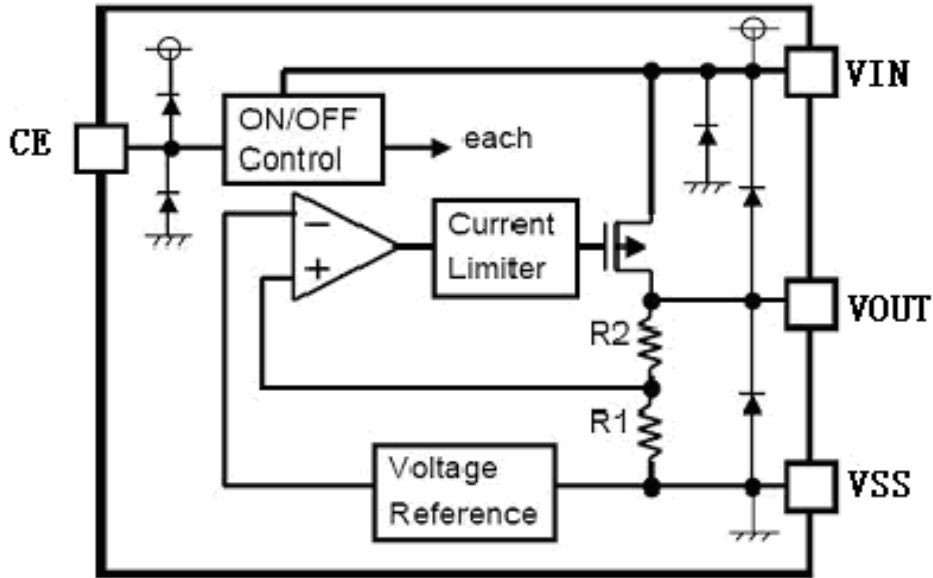 VIN
CE
ON/OFF
Control
each
−
+
Current
Limiter
VOUT
R2
R1
Voltage
Reference
VSS